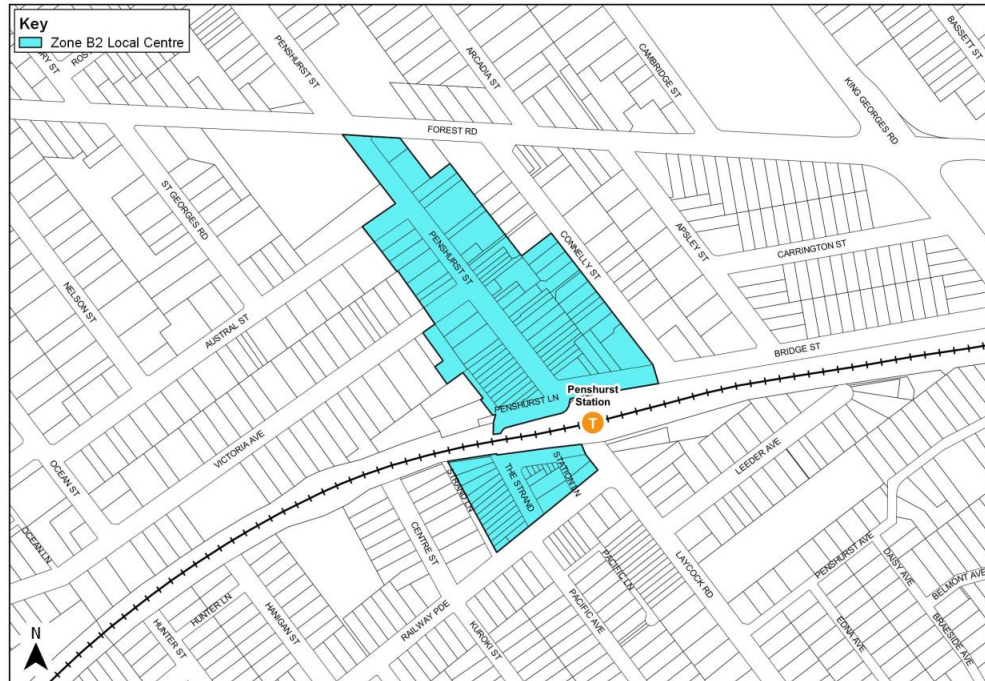 Key
Zone B2 Local Centre
PENSHURST ST
ARCADIA ST
CAMBRIDGE ST
BASSETT ST
KING GEORGES RD
FOREST RD
ST GEORGES RD
PENSHURST ST
CONNELLY ST
APSLEY ST
CARRINGTON ST
NELSON ST
AUSTRAL ST
BRIDGE ST
Penshurst
Station
T
PENSHURST LN
VICTORIA AVE
LEEDER AVE
OCEAN ST
STRAND LN
THE STRAND
STATION LN
OCEAN LN
CENTRE ST
PACIFIC LN
LAYCOCK RD
PENSHURST AVE
DAISY AVE
BELMONT AVE
HUNTER LN
HANIGAN ST
RAILWAY PDE
PACIFIC AVE
HUNTER ST
KUROKI ST
EDNA AVE
BRAESIDE AVE
N